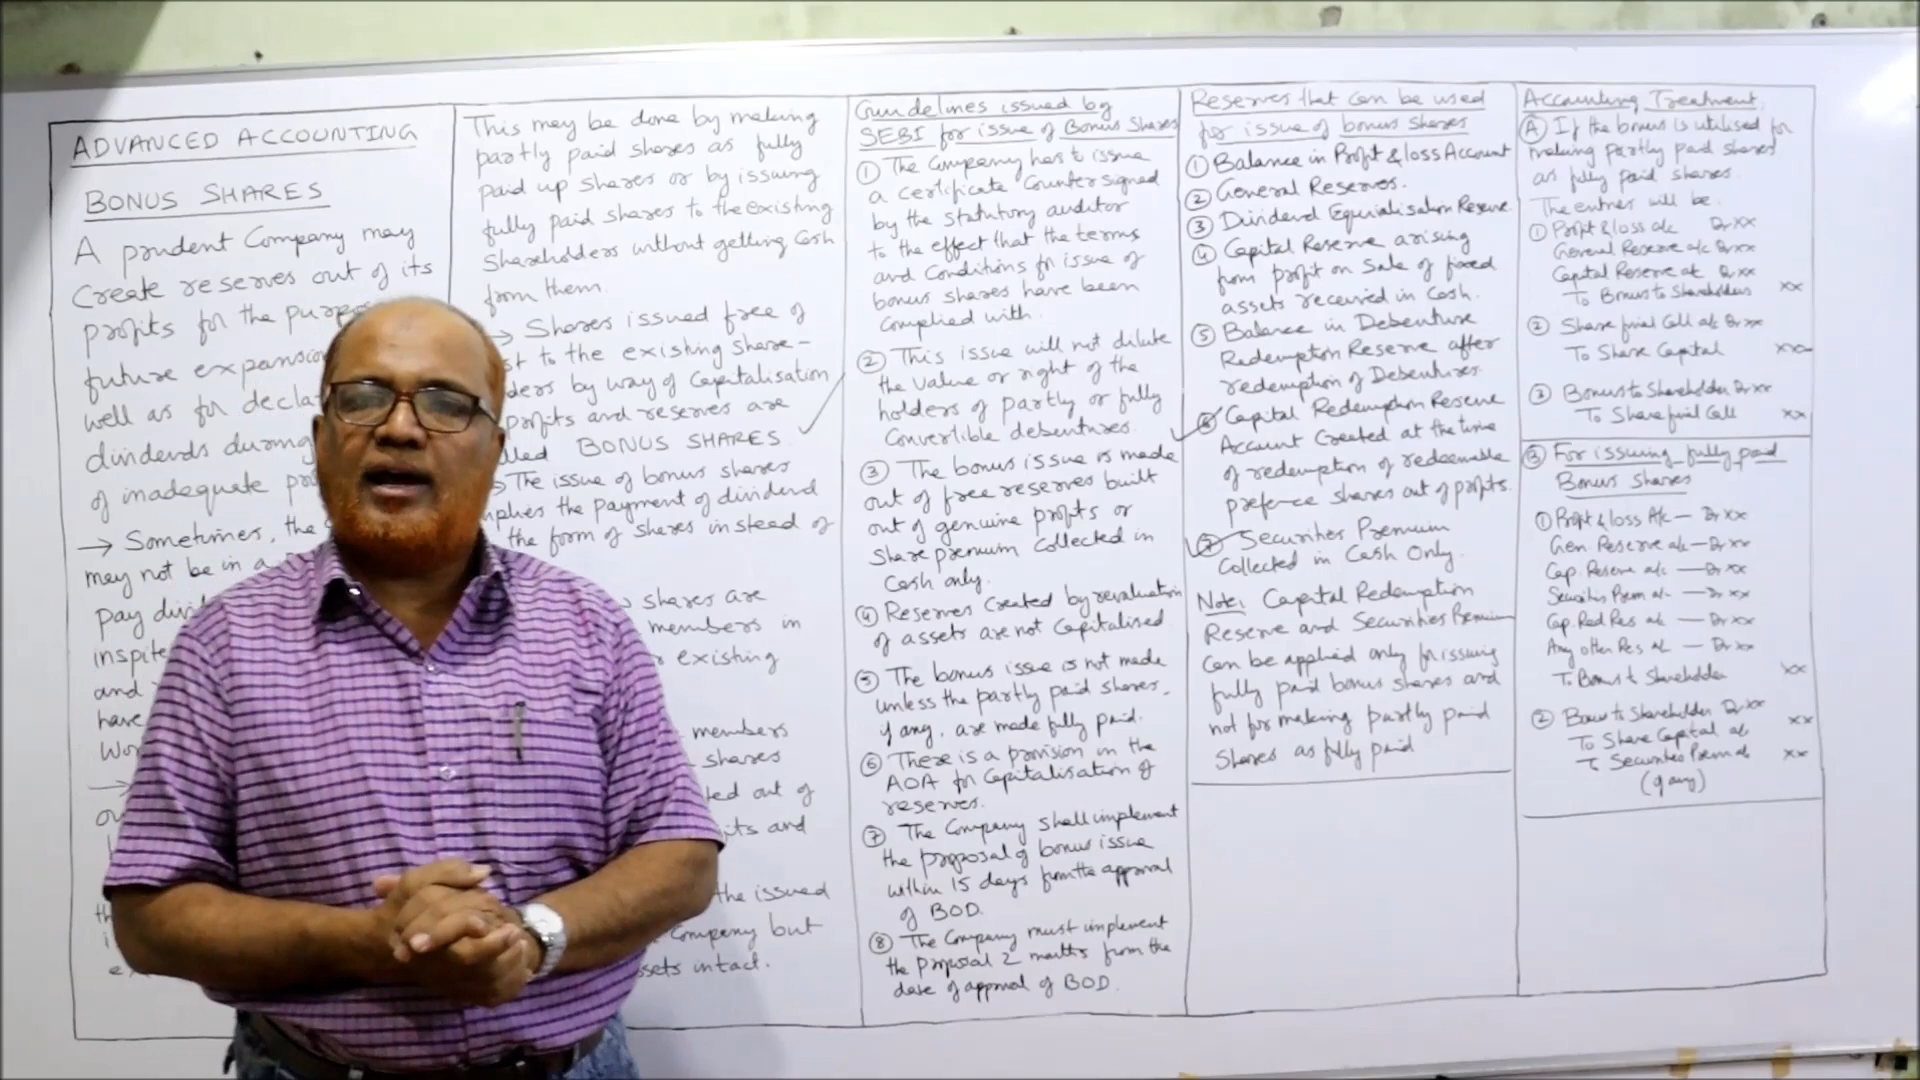 ADVANCED ACCOUNTING
BONUS SHARES
A prudent Company may
Create reserves out of its
profits for the purpo
future expansion
well as for decla
dividends during
of inadequate pro
→ Sometimes, the
may not be in a
pay divid
inspite
and
have
Wor
→
This may be done by making
partly paid shares as fully
paid up shares or by issuing
fully paid shares to the existing
Shareholders without getting Cash
from them.
→ Shares issued free of
st to the existing share-
ders by way of Capitalisation
profits and reserves are
lled BONUS SHARES
The issue of bonus shares
mplies the payment of dividend
the form of shares instead of
shares are
members in
existing
members
shares
ted out of
its and
the issued
Company but
ssets intact.
Guidelines issued by
SEBI for issue of Bonus Shares
① The Company has to issue
a certificate Counter signed
by the statutory auditor
to the effect that the terms
and Conditions for issue of
bonus shares have been
Complied with.
② This issue will not dilute
the value or right of the
holders of partly or fully
Convertible debentures.
③ The bonus issue is made
out of free reserves built
out of genuine profits or
Share premium collected in
Cash only.
④ Reserves Created by revaluation
of assets are not Capitalised
⑤ The bonus issue is not made
unless the partly paid shares,
if any, are made fully paid.
⑥ There is a provision in the
AOA for Capitalisation of
reserves.
⑦ The Company shall implement
the proposal of bonus issue
within 15 days from the approval
of BOD.
⑧ The Company must implement
the Proposal 2 months from the
date of approval of BOD.
Reserves that can be used
for issue of bonus shares
① Balance in Profit & loss Account
② General Reserves.
③ Dividend Equalisation Reserve
④ Capital Reserve arising
from profit on Sale of fixed
assets received in Cash.
⑤ Balance in Debenture
Redemption Reserve after
redemption of Debentures
⑥ Capital Redemption Reserve
Account Created at the time
of redemption of redeemable
preference shares out of profits.
⑦ Securities Premium
Collected in Cash Only.
Note: Capital Redemption
Reserve and Securities Premium
can be applied only for issuing
fully paid bonus shares and
not for making partly paid
Shares as fully paid
Accounting Treatment
Ⓐ If the bonus is utilised for
making partly paid shares
as fully paid shares.
The entries will be.
① Profit & loss a/c Dr xx
General Reserve a/c Dr xx
Capital Reserve a/c Dr xx
To Bonus to Shareholders xx
② Share final Call a/c Dr xx
To Share Capital xx
③ Bonus to Shareholder Dr xx
To Share final Call xx
Ⓑ For issuing fully paid
Bonus Shares
① Profit & loss A/c — Dr xx
Gen. Reserve a/c — Dr xx
Cap. Reserve a/c — Dr xx
Securities Prem a/c — Dr xx
Cap. Red Res a/c — Dr xx
Any other Res a/c — Dr xx
To Bonus to Shareholder xx
② Bonus to Shareholder Dr xx
To Share Capital a/c xx
To Securities Prem a/c xx
(if any)